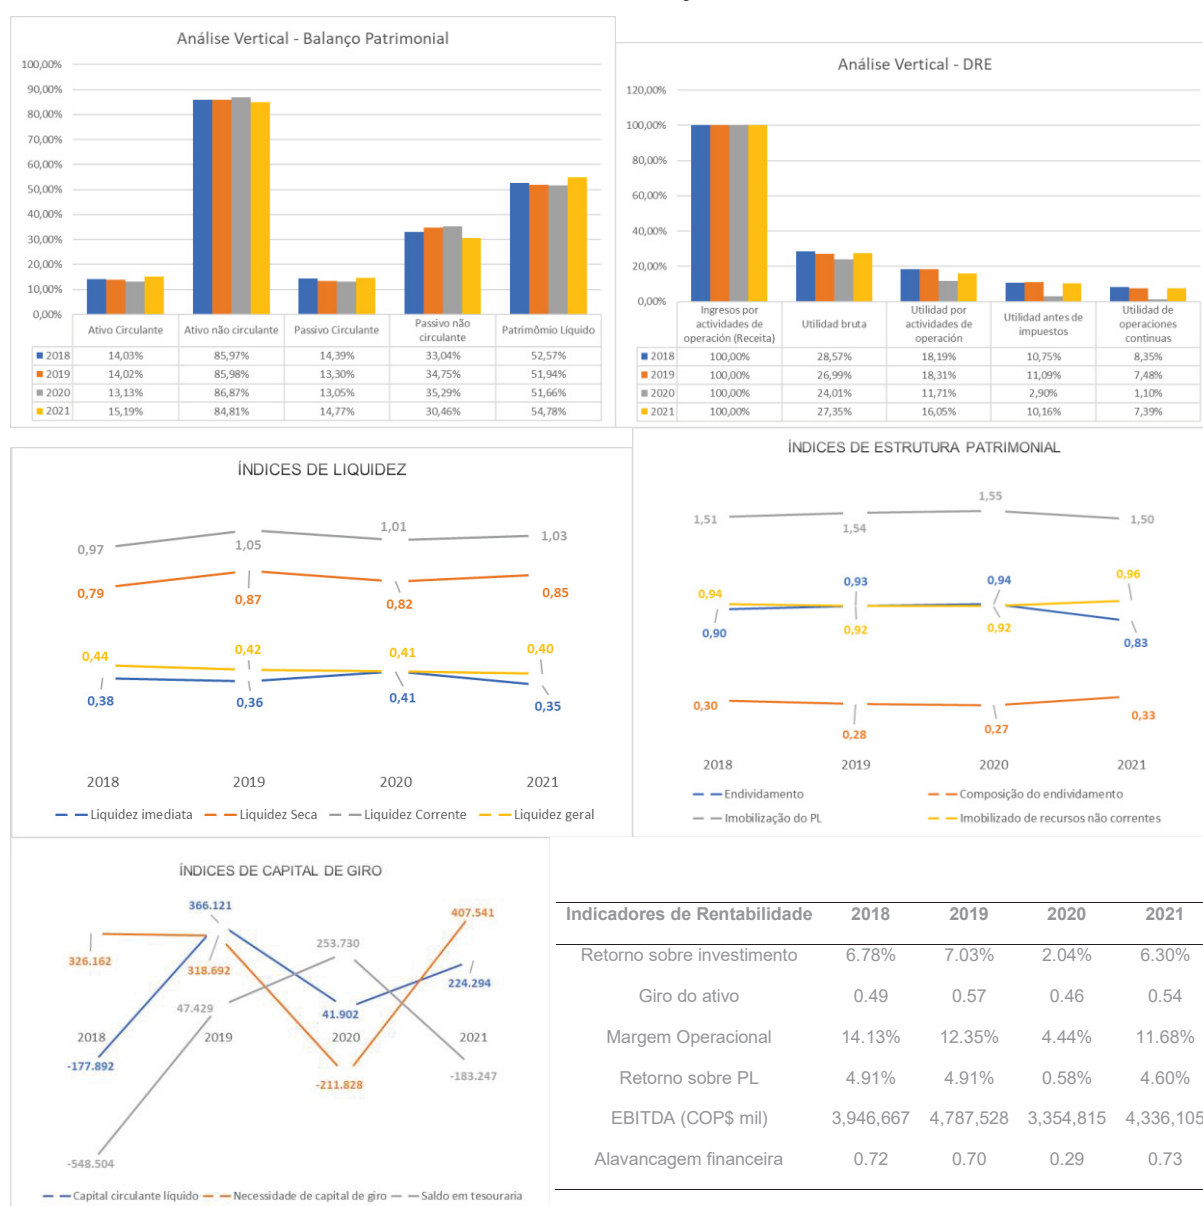 Análise Vertical - Balanço Patrimonial
100,00%
90,00%
80,00%
70,00%
60,00%
50,00%
40,00%
30,00%
20,00%
10,00%
0,00%
Ativo Circulante Ativo não circulante Passivo Circulante Passivo não circulante Patrimômio Líquido
2018 14,03% 85,97% 14,39% 33,04% 52,57%
2019 14,02% 85,98% 13,30% 34,75% 51,94%
2020 13,13% 86,87% 13,05% 35,29% 51,66%
2021 15,19% 84,81% 14,77% 30,46% 54,78%
Análise Vertical - DRE
120,00%
100,00%
80,00%
60,00%
40,00%
20,00%
0,00%
Ingresos por actividades de operación (Receita) Utilidad bruta Utilidad por actividades de operación Utilidad antes de impuestos Utilidad de operaciones continuas
2018 100,00% 28,57% 18,19% 10,75% 8,35%
2019 100,00% 26,99% 18,31% 11,09% 7,48%
2020 100,00% 24,01% 11,71% 2,90% 1,10%
2021 100,00% 27,35% 16,05% 10,16% 7,39%
ÍNDICES DE LIQUIDEZ
0,97 1,05 1,01 1,03
0,79 0,87 0,82 0,85
0,44 0,42 0,41 0,40
0,38 0,36 0,41 0,35
2018 2019 2020 2021
Liquidez imediata Liquidez Seca Liquidez Corrente Liquidez geral
ÍNDICES DE ESTRUTURA PATRIMONIAL
1,51 1,54 1,55 1,50
0,94 0,93 0,94 0,96
0,90 0,92 0,92 0,83
0,30 0,28 0,27 0,33
2018 2019 2020 2021
Endividamento Composição do endividamento
Imobilização do PL Imobilizado de recursos não correntes
ÍNDICES DE CAPITAL DE GIRO
366.121 407.541
326.162 318.692 253.730 224.294
47.429 41.902
2018 2019 2020 2021
-177.892 -211.828 -183.247
-548.504
Capital circulante líquido Necessidade de capital de giro Saldo em tesouraria
Indicadores de Rentabilidade 2018 2019 2020 2021
Retorno sobre investimento 6.78% 7.03% 2.04% 6.30%
Giro do ativo 0.49 0.57 0.46 0.54
Margem Operacional 14.13% 12.35% 4.44% 11.68%
Retorno sobre PL 4.91% 4.91% 0.58% 4.60%
EBITDA (COP$ mil) 3,946,667 4,787,528 3,354,815 4,336,105
Alavancagem financeira 0.72 0.70 0.29 0.73